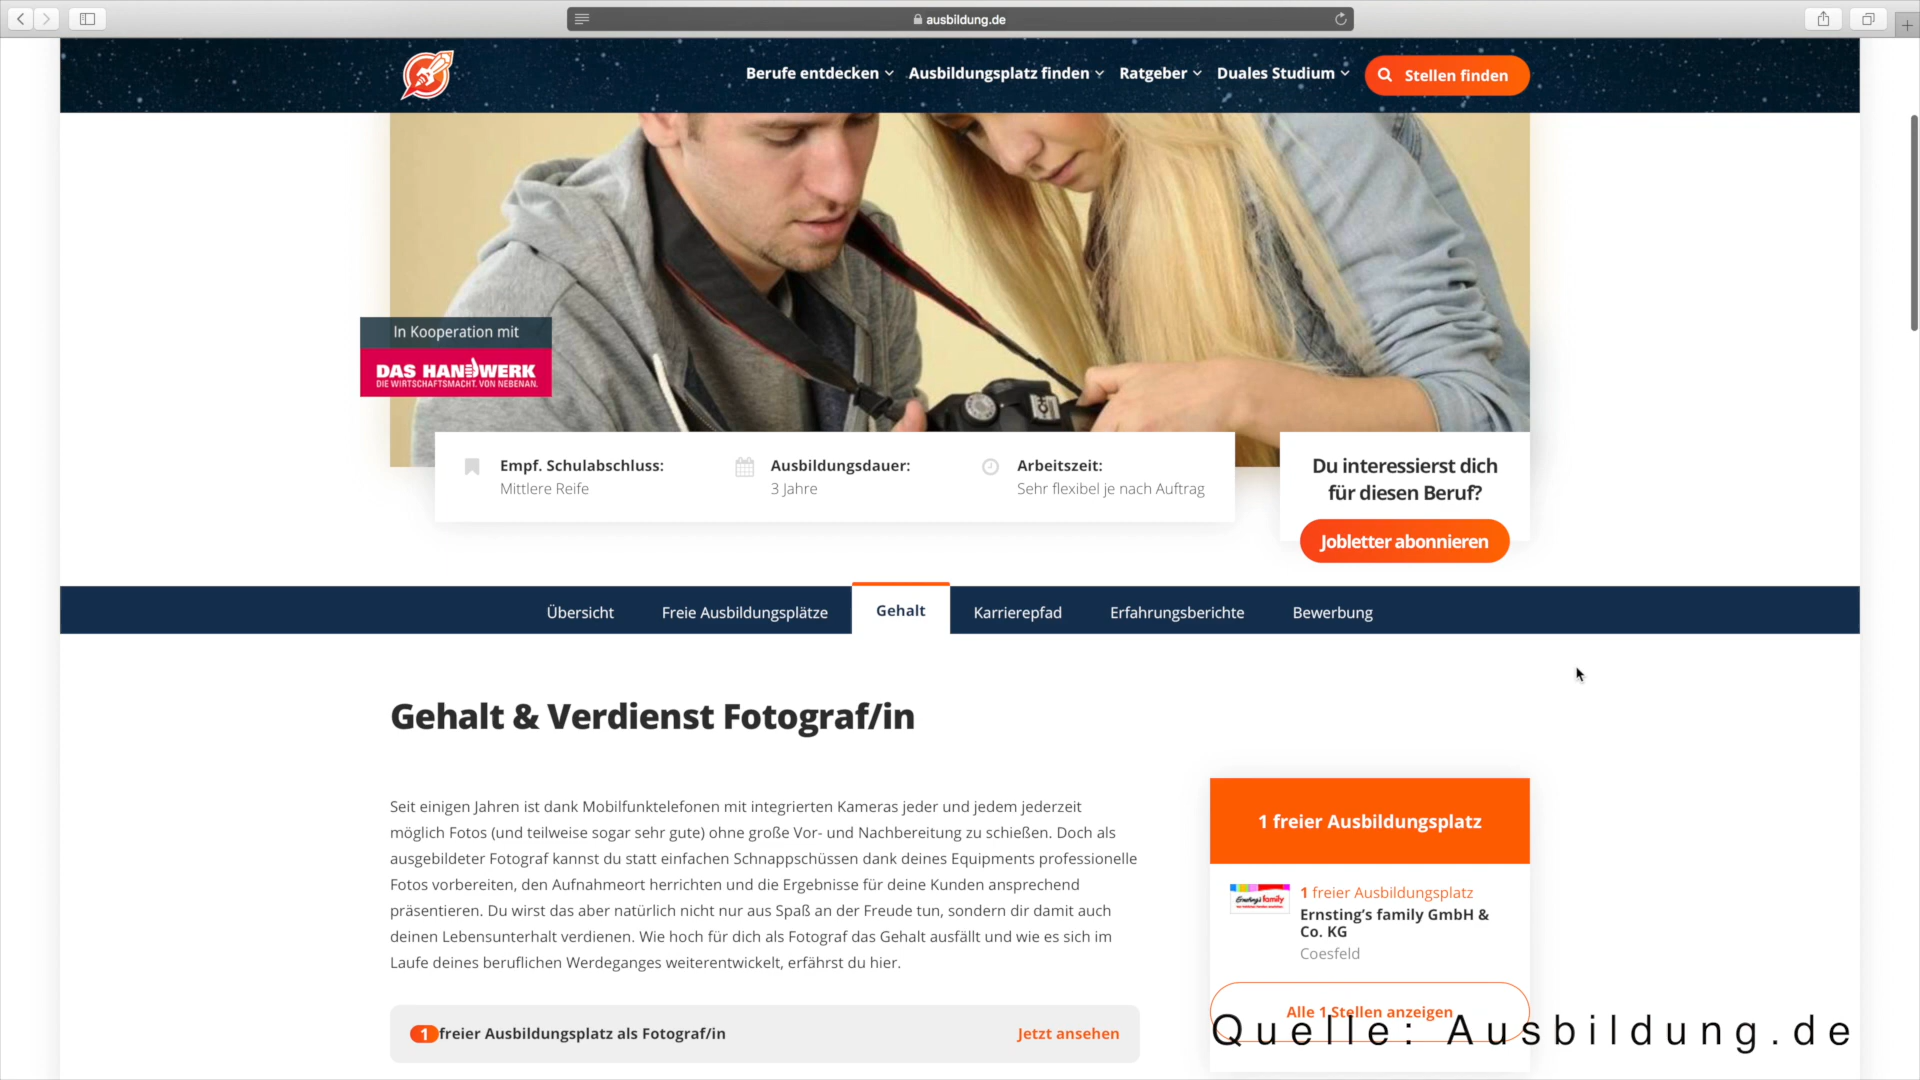 ausbildung.de
Berufe entdecken Ausbildungsplatz finden Ratgeber Duales Studium Stellen finden
In Kooperation mit
DAS HANDWERK
DIE WIRTSCHAFTSMACHT. VON NEBENAN.
Empf. Schulabschluss:
Mittlere Reife
Ausbildungsdauer:
3 Jahre
Arbeitszeit:
Sehr flexibel je nach Auftrag
Du interessierst dich
für diesen Beruf?
Jobletter abonnieren
Übersicht Freie Ausbildungsplätze Gehalt Karrierepfad Erfahrungsberichte Bewerbung
Gehalt & Verdienst Fotograf/in
Seit einigen Jahren ist dank Mobilfunktelefonen mit integrierten Kameras jeder und jedem jederzeit
möglich Fotos (und teilweise sogar sehr gute) ohne große Vor- und Nachbereitung zu schießen. Doch als
ausgebildeter Fotograf kannst du statt einfachen Schnappschüssen dank deines Equipments professionelle
Fotos vorbereiten, den Aufnahmeort herrichten und die Ergebnisse für deine Kunden ansprechend
präsentieren. Du wirst das aber natürlich nicht nur aus Spaß an der Freude tun, sondern dir damit auch
deinen Lebensunterhalt verdienen. Wie hoch für dich als Fotograf das Gehalt ausfällt und wie es sich im
Laufe deines beruflichen Werdeganges weiterentwickelt, erfährst du hier.
1 freier Ausbildungsplatz als Fotograf/in Jetzt ansehen
1 freier Ausbildungsplatz
Ernsting's family
1 freier Ausbildungsplatz
Ernsting's family GmbH &
Co. KG
Coesfeld
Alle 1 Stellen anzeigen
Quelle: Ausbildung.de